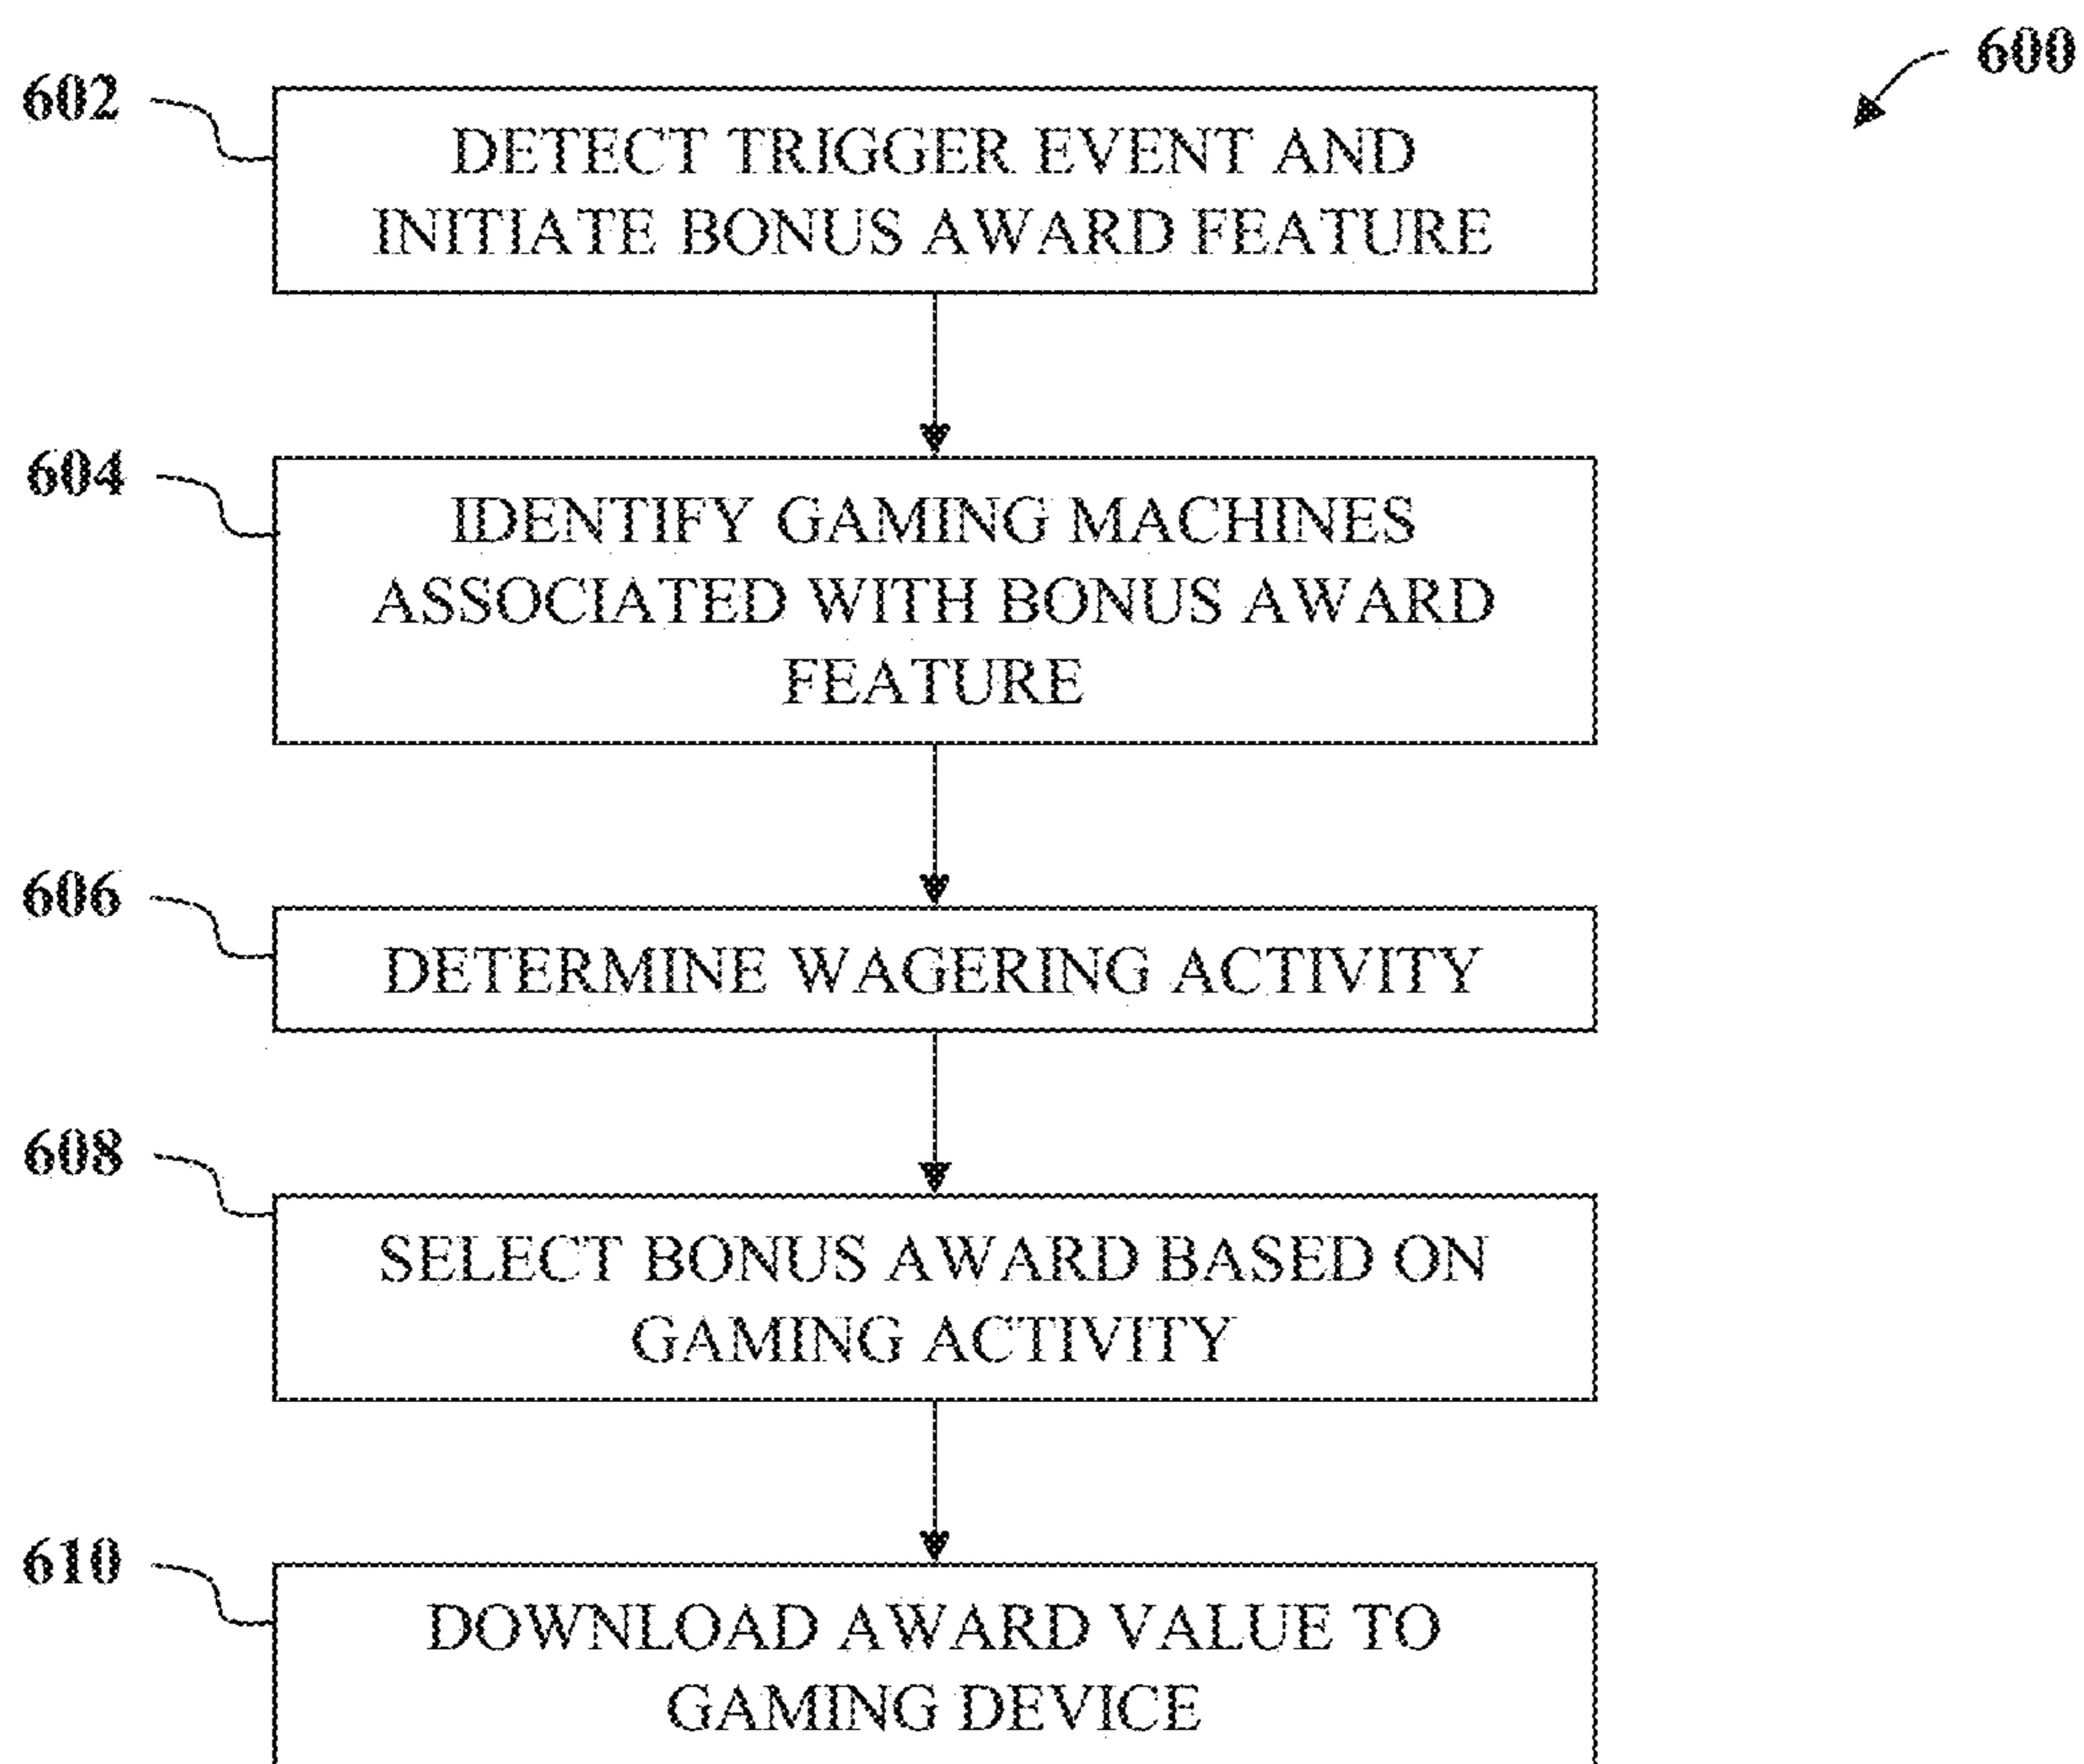 600
602
DETECT TRIGGER EVENT AND
INITIATE BONUS AWARD FEATURE
604
IDENTIFY GAMING MACHINES
ASSOCIATED WITH BONUS AWARD
FEATURE
606
DETERMINE WAGERING ACTIVITY
608
SELECT BONUS AWARD BASED ON
GAMING ACTIVITY
610
DOWNLOAD AWARD VALUE TO
GAMING DEVICE